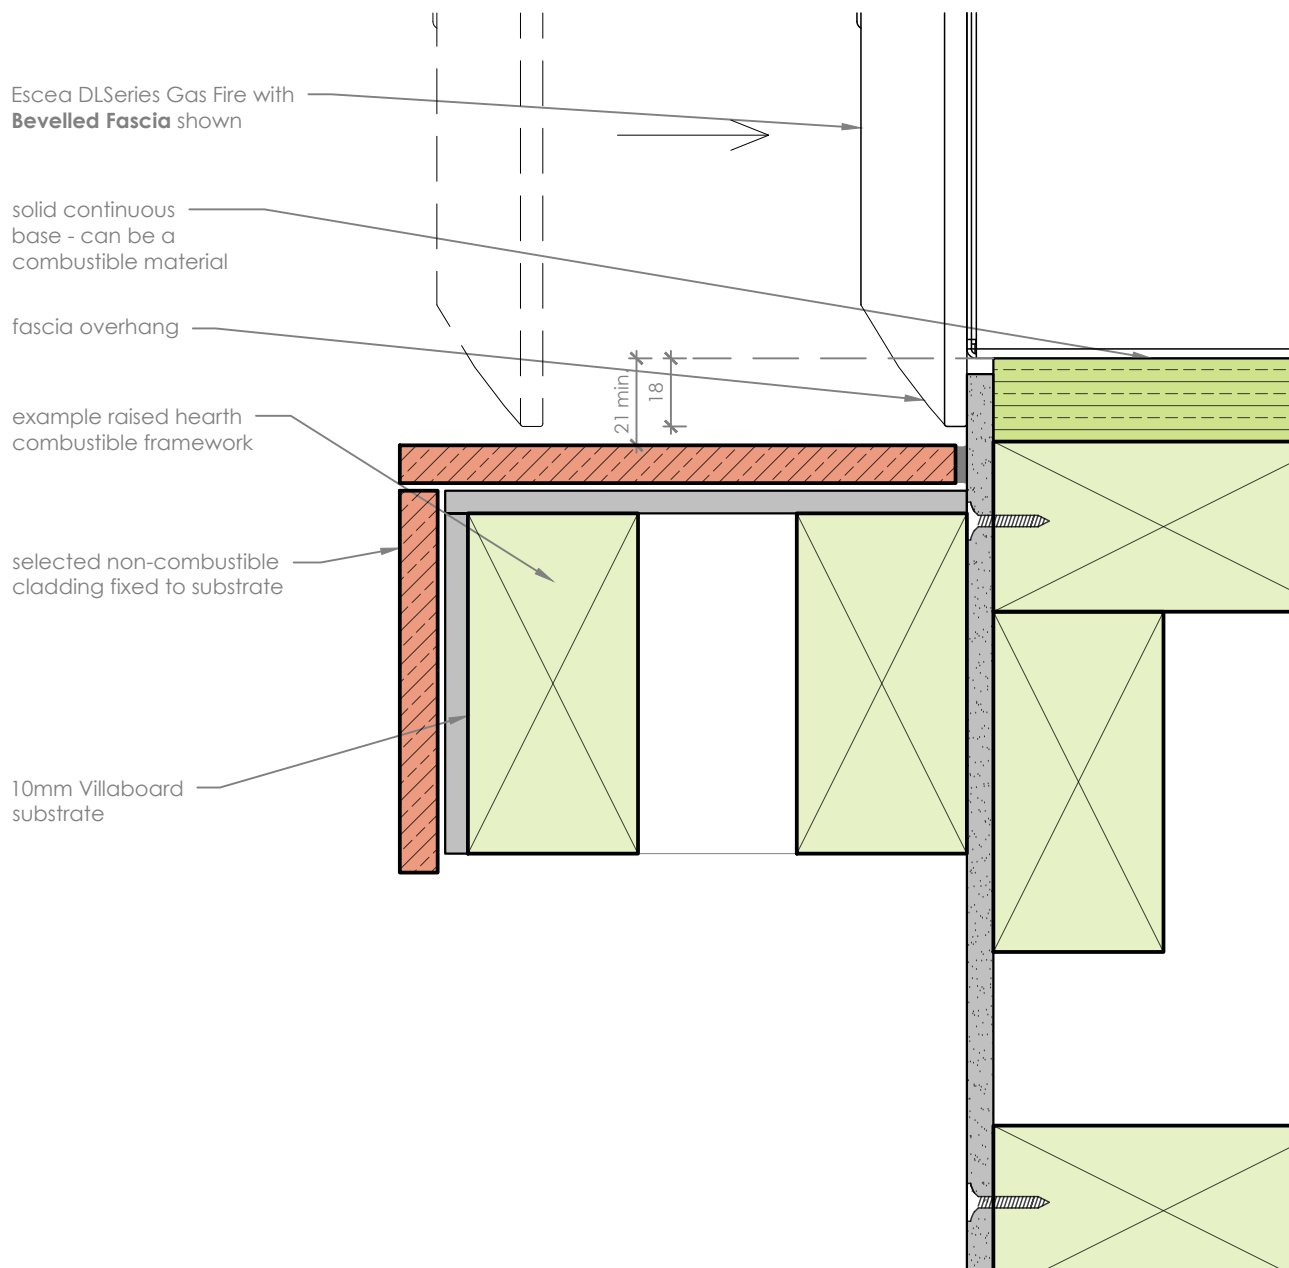 Escea DLSeries Gas Fire with
Bevelled Fascia shown
solid continuous
base - can be a
combustible material
fascia overhang
21 min.
18
example raised hearth
combustible framework
selected non-combustible
cladding fixed to substrate
10mm Villaboard
substrate